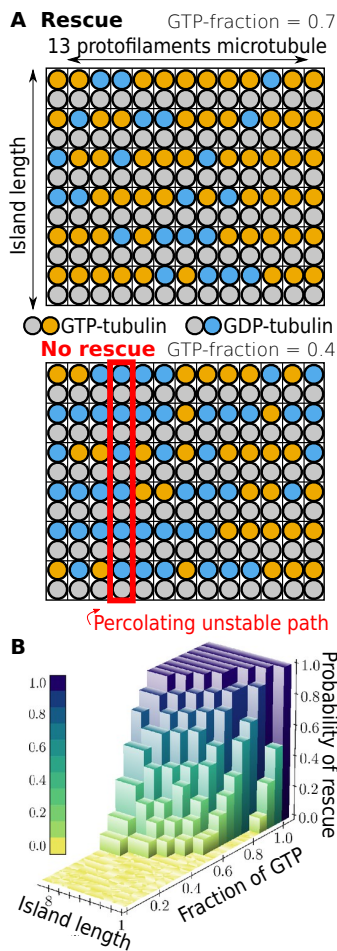 A Rescue GTP-fraction = 0.7
13 protofilaments microtubule
Island length
GTP-tubulin GDP-tubulin
No rescue GTP-fraction = 0.4
Percolating unstable path
B
1.0
0.8
0.6
0.4
0.2
0.0
1.0
0.8
0.6
0.4
0.2
0.0
Probability of rescue
8
1
Island length
0.2
0.4
0.6
0.8
1.0
Fraction of GTP